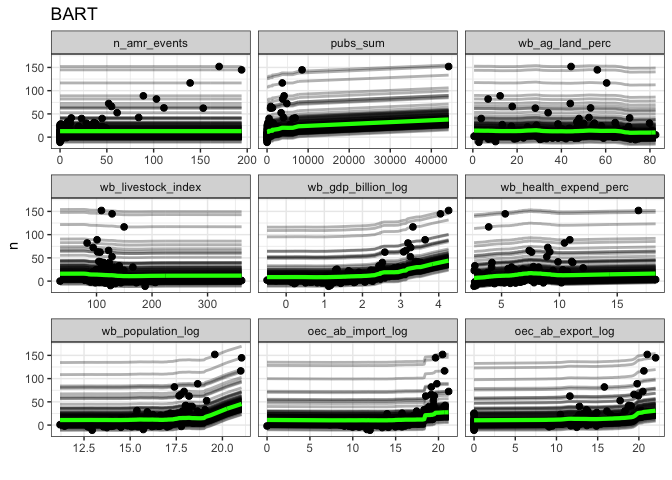 BART
n_amr_events pubs_sum wb_ag_land_perc
150
100
50
0
0 50 100 150 200 0 10000 20000 30000 40000 0 20 40 60 80
wb_livestock_index wb_gdp_billion_log wb_health_expend_perc
n
150
100
50
0
100 200 300 0 1 2 3 4 5 10 15
wb_population_log oec_ab_import_log oec_ab_export_log
150
100
50
0
12.5 15.0 17.5 20.0 0 5 10 15 20 0 5 10 15 20